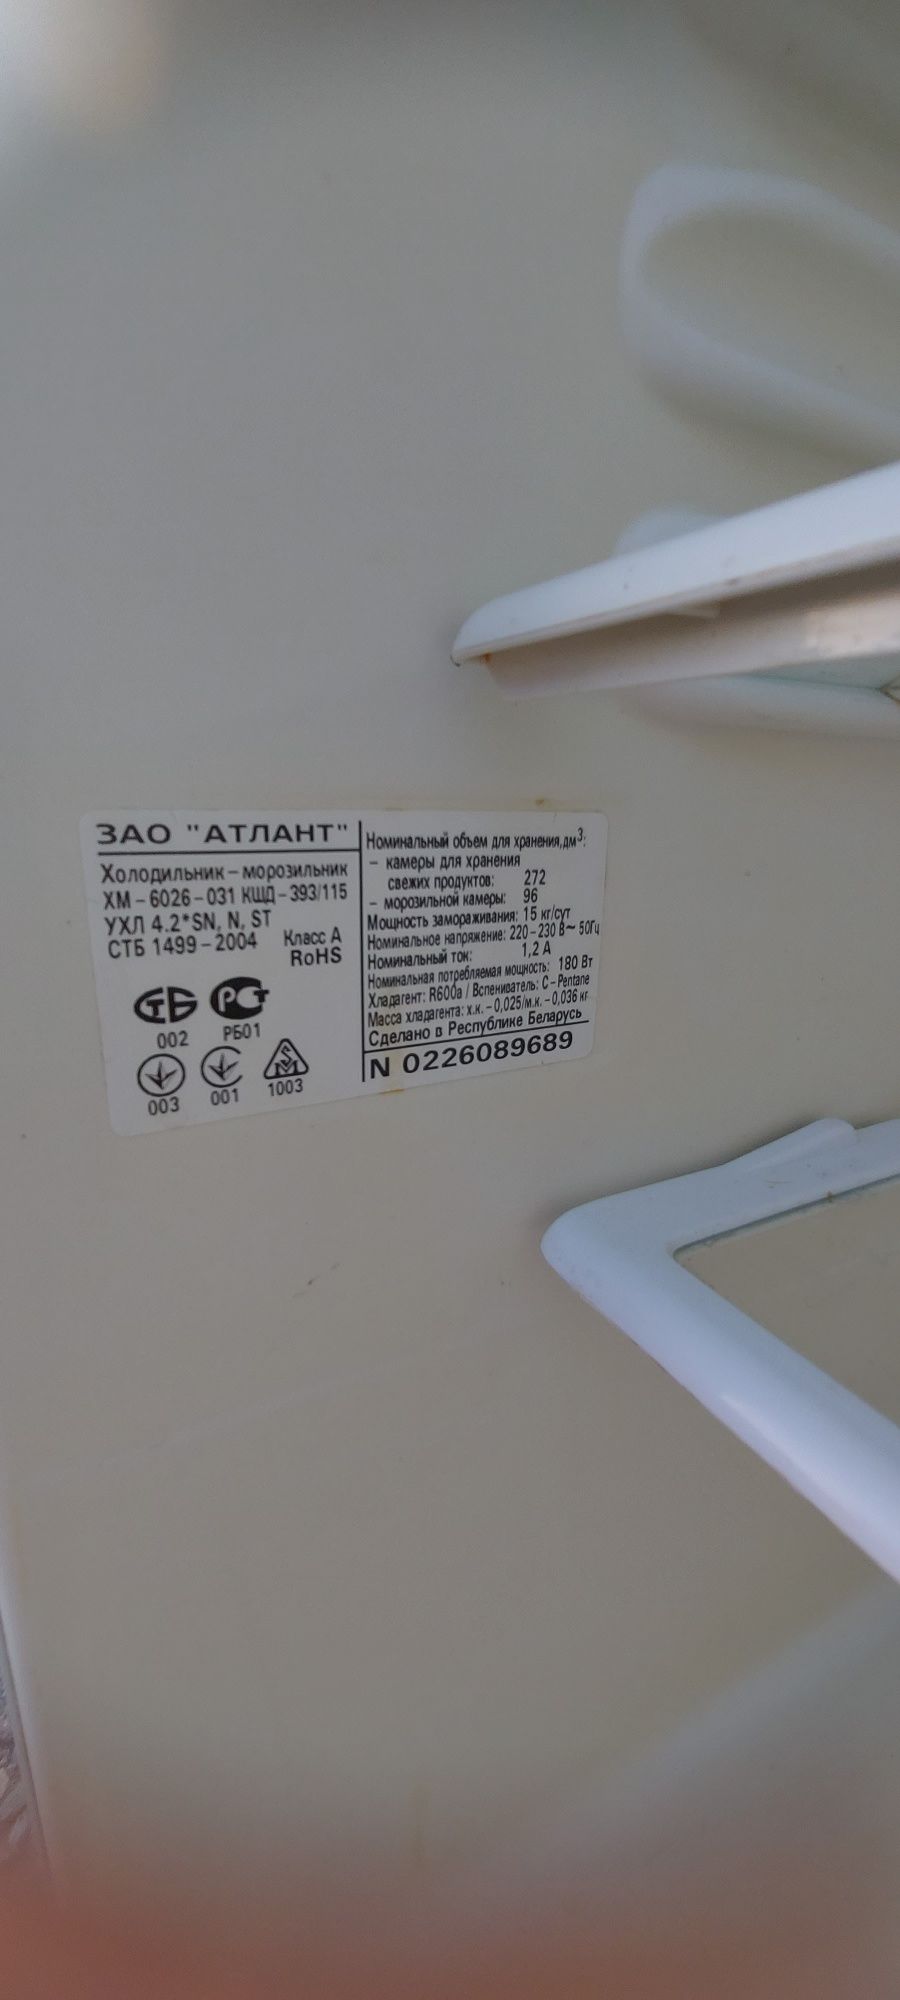 ЗАО "АТЛАНТ"
Холодильник – морозильник
ХМ – 6026 – 031 КШД – 393/115
УХЛ 4.2*SN, N, ST
СТБ 1499 – 2004 Класс А
RoHS
СТБ РСТ
002 РБ01
003 001 1003
Номинальный объем для хранения, дм³:
– камеры для хранения
свежих продуктов: 272
– морозильной камеры: 96
Мощность замораживания: 15 кг/сут
Номинальное напряжение: 220 – 230 В ~ 50Гц
Номинальный ток: 1,2 А
Номинальная потребляемая мощность: 180 Вт
Хладагент: R600a / Вспениватель: C – Pentane
Масса хладагента: х.к. – 0,025/м.к. – 0,036 кг
Сделано в Республике Беларусь
N 0226089689